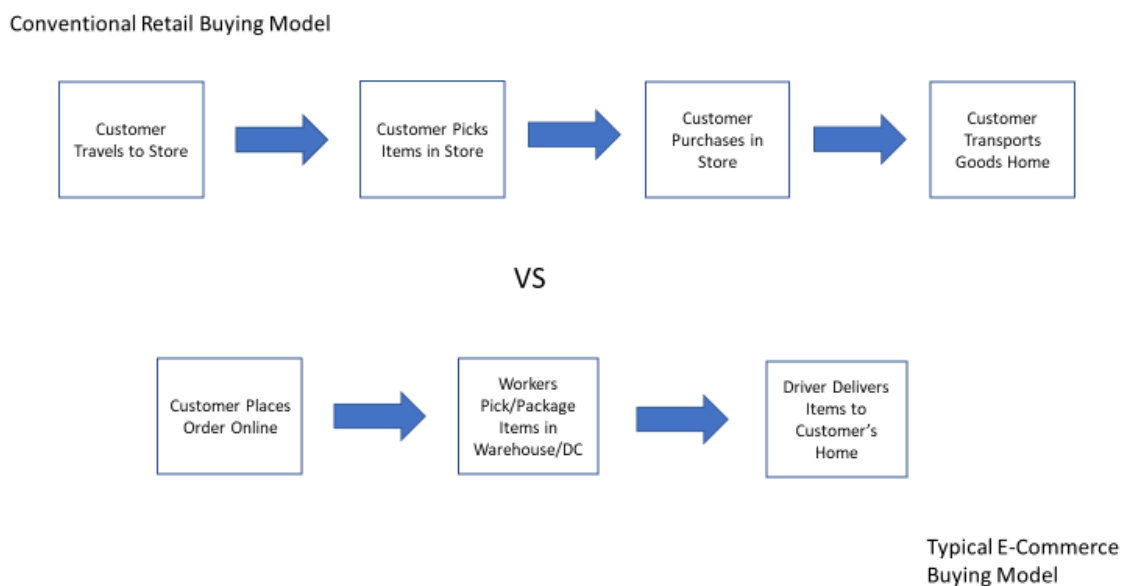 Conventional Retail Buying Model
Customer
Travels to Store
Customer Picks
Items in Store
Customer
Purchases in
Store
Customer
Transports
Goods Home
VS
Customer Places
Order Online
Workers
Pick/Package
Items in
Warehouse/DC
Driver Delivers
Items to
Customer’s
Home
Typical E-Commerce
Buying Model